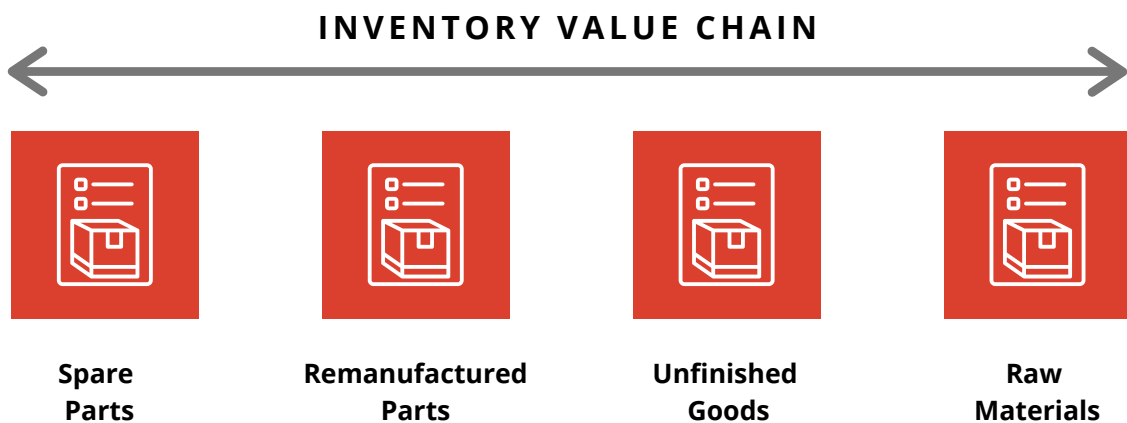 INVENTORY VALUE CHAIN
Spare
Parts
Remanufactured
Parts
Unfinished
Goods
Raw
Materials